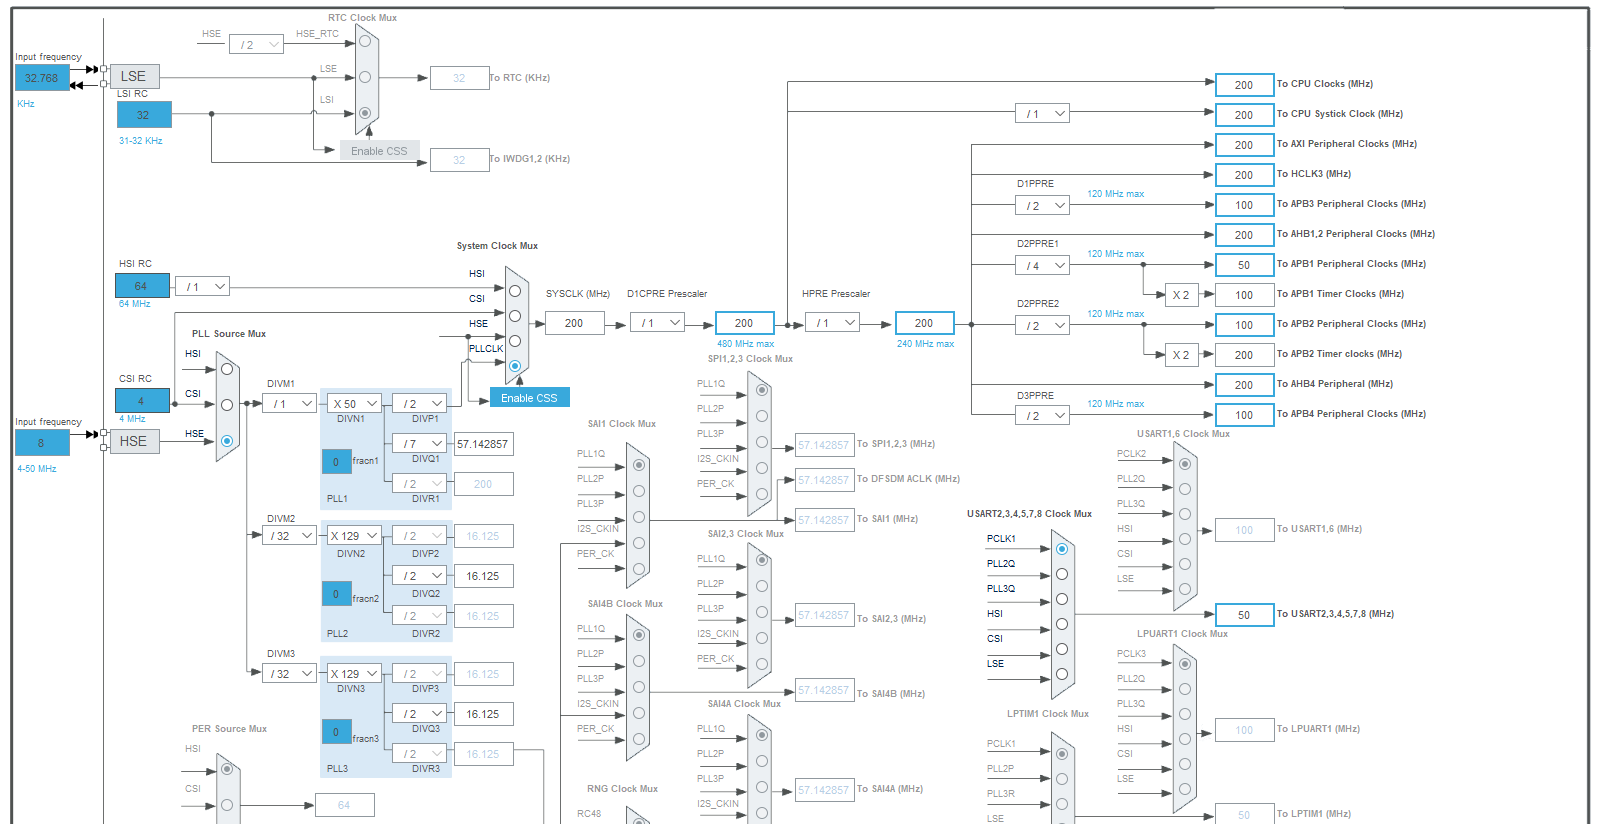 RTC Clock Mux
HSE
/ 2
HSE_RTC
Input frequency
32.768
KHz
LSE
LSE
32
To RTC (KHz)
LSI RC
32
31-32 KHz
LSI
Enable CSS
32
To IWDG1,2 (KHz)
200
To CPU Clocks (MHz)
/ 1
200
To CPU Systick Clock (MHz)
200
To AXI Peripheral Clocks (MHz)
200
To HCLK3 (MHz)
D1PPRE
/ 2
120 MHz max
100
To APB3 Peripheral Clocks (MHz)
200
To AHB1,2 Peripheral Clocks (MHz)
D2PPRE1
/ 4
120 MHz max
50
To APB1 Peripheral Clocks (MHz)
X 2
100
To APB1 Timer Clocks (MHz)
D2PPRE2
/ 2
120 MHz max
100
To APB2 Peripheral Clocks (MHz)
X 2
200
To APB2 Timer clocks (MHz)
200
To AHB4 Peripheral (MHz)
D3PPRE
/ 2
120 MHz max
100
To APB4 Peripheral Clocks (MHz)
System Clock Mux
HSI RC
64
64 MHz
/ 1
HSI
CSI
HSE
PLLCLK
SYSCLK (MHz)
200
D1CPRE Prescaler
/ 1
200
480 MHz max
HPRE Prescaler
/ 1
200
240 MHz max
Enable CSS
PLL Source Mux
HSI
CSI RC
4
4 MHz
CSI
Input frequency
8
4-50 MHz
HSE
HSE
DIVM1
/ 1
X 50
DIVN1
/ 2
DIVP1
/ 7
DIVQ1
57.142857
0
fracn1
/ 2
DIVR1
200
PLL1
DIVM2
/ 32
X 129
DIVN2
/ 2
DIVP2
16.125
/ 2
DIVQ2
16.125
0
fracn2
/ 2
DIVR2
16.125
PLL2
DIVM3
/ 32
X 129
DIVN3
/ 2
DIVP3
16.125
/ 2
DIVQ3
16.125
0
fracn3
/ 2
DIVR3
16.125
PLL3
PER Source Mux
HSI
CSI
64
SAI1 Clock Mux
PLL1Q
PLL2P
PLL3P
I2S_CKIN
PER_CK
SAI4B Clock Mux
PLL1Q
PLL2P
PLL3P
I2S_CKIN
PER_CK
RNG Clock Mux
RC48
SPI1,2,3 Clock Mux
PLL1Q
PLL2P
PLL3P
I2S_CKIN
PER_CK
57.142857
To SPI1,2,3 (MHz)
57.142857
To DFSDM ACLK (MHz)
57.142857
To SAI1 (MHz)
SAI2,3 Clock Mux
PLL1Q
PLL2P
PLL3P
I2S_CKIN
PER_CK
57.142857
To SAI2,3 (MHz)
57.142857
To SAI4B (MHz)
SAI4A Clock Mux
PLL1Q
PLL2P
PLL3P
I2S_CKIN
57.142857
To SAI4A (MHz)
USART2,3,4,5,7,8 Clock Mux
PCLK1
PLL2Q
PLL3Q
HSI
CSI
LSE
50
To USART2,3,4,5,7,8 (MHz)
LPTIM1 Clock Mux
PCLK1
PLL2P
PLL3R
LSE
50
To LPTIM1 (MHz)
USART1,6 Clock Mux
PCLK2
PLL2Q
PLL3Q
HSI
CSI
LSE
100
To USART1,6 (MHz)
LPUART1 Clock Mux
PCLK3
PLL2Q
PLL3Q
HSI
CSI
LSE
100
To LPUART1 (MHz)